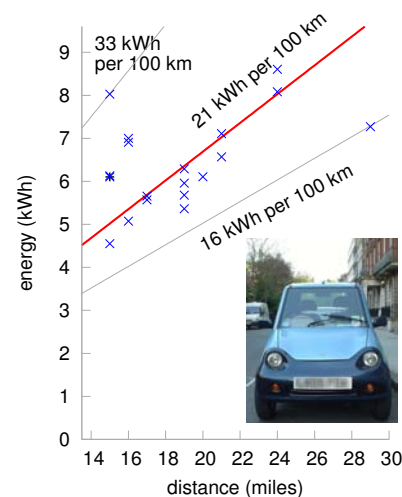 33 kWh
per 100 km
21 kWh per 100 km
16 kWh per 100 km
energy (kWh)
9
8
7
6
5
4
3
2
1
0
14 16 18 20 22 24 26 28 30
distance (miles)